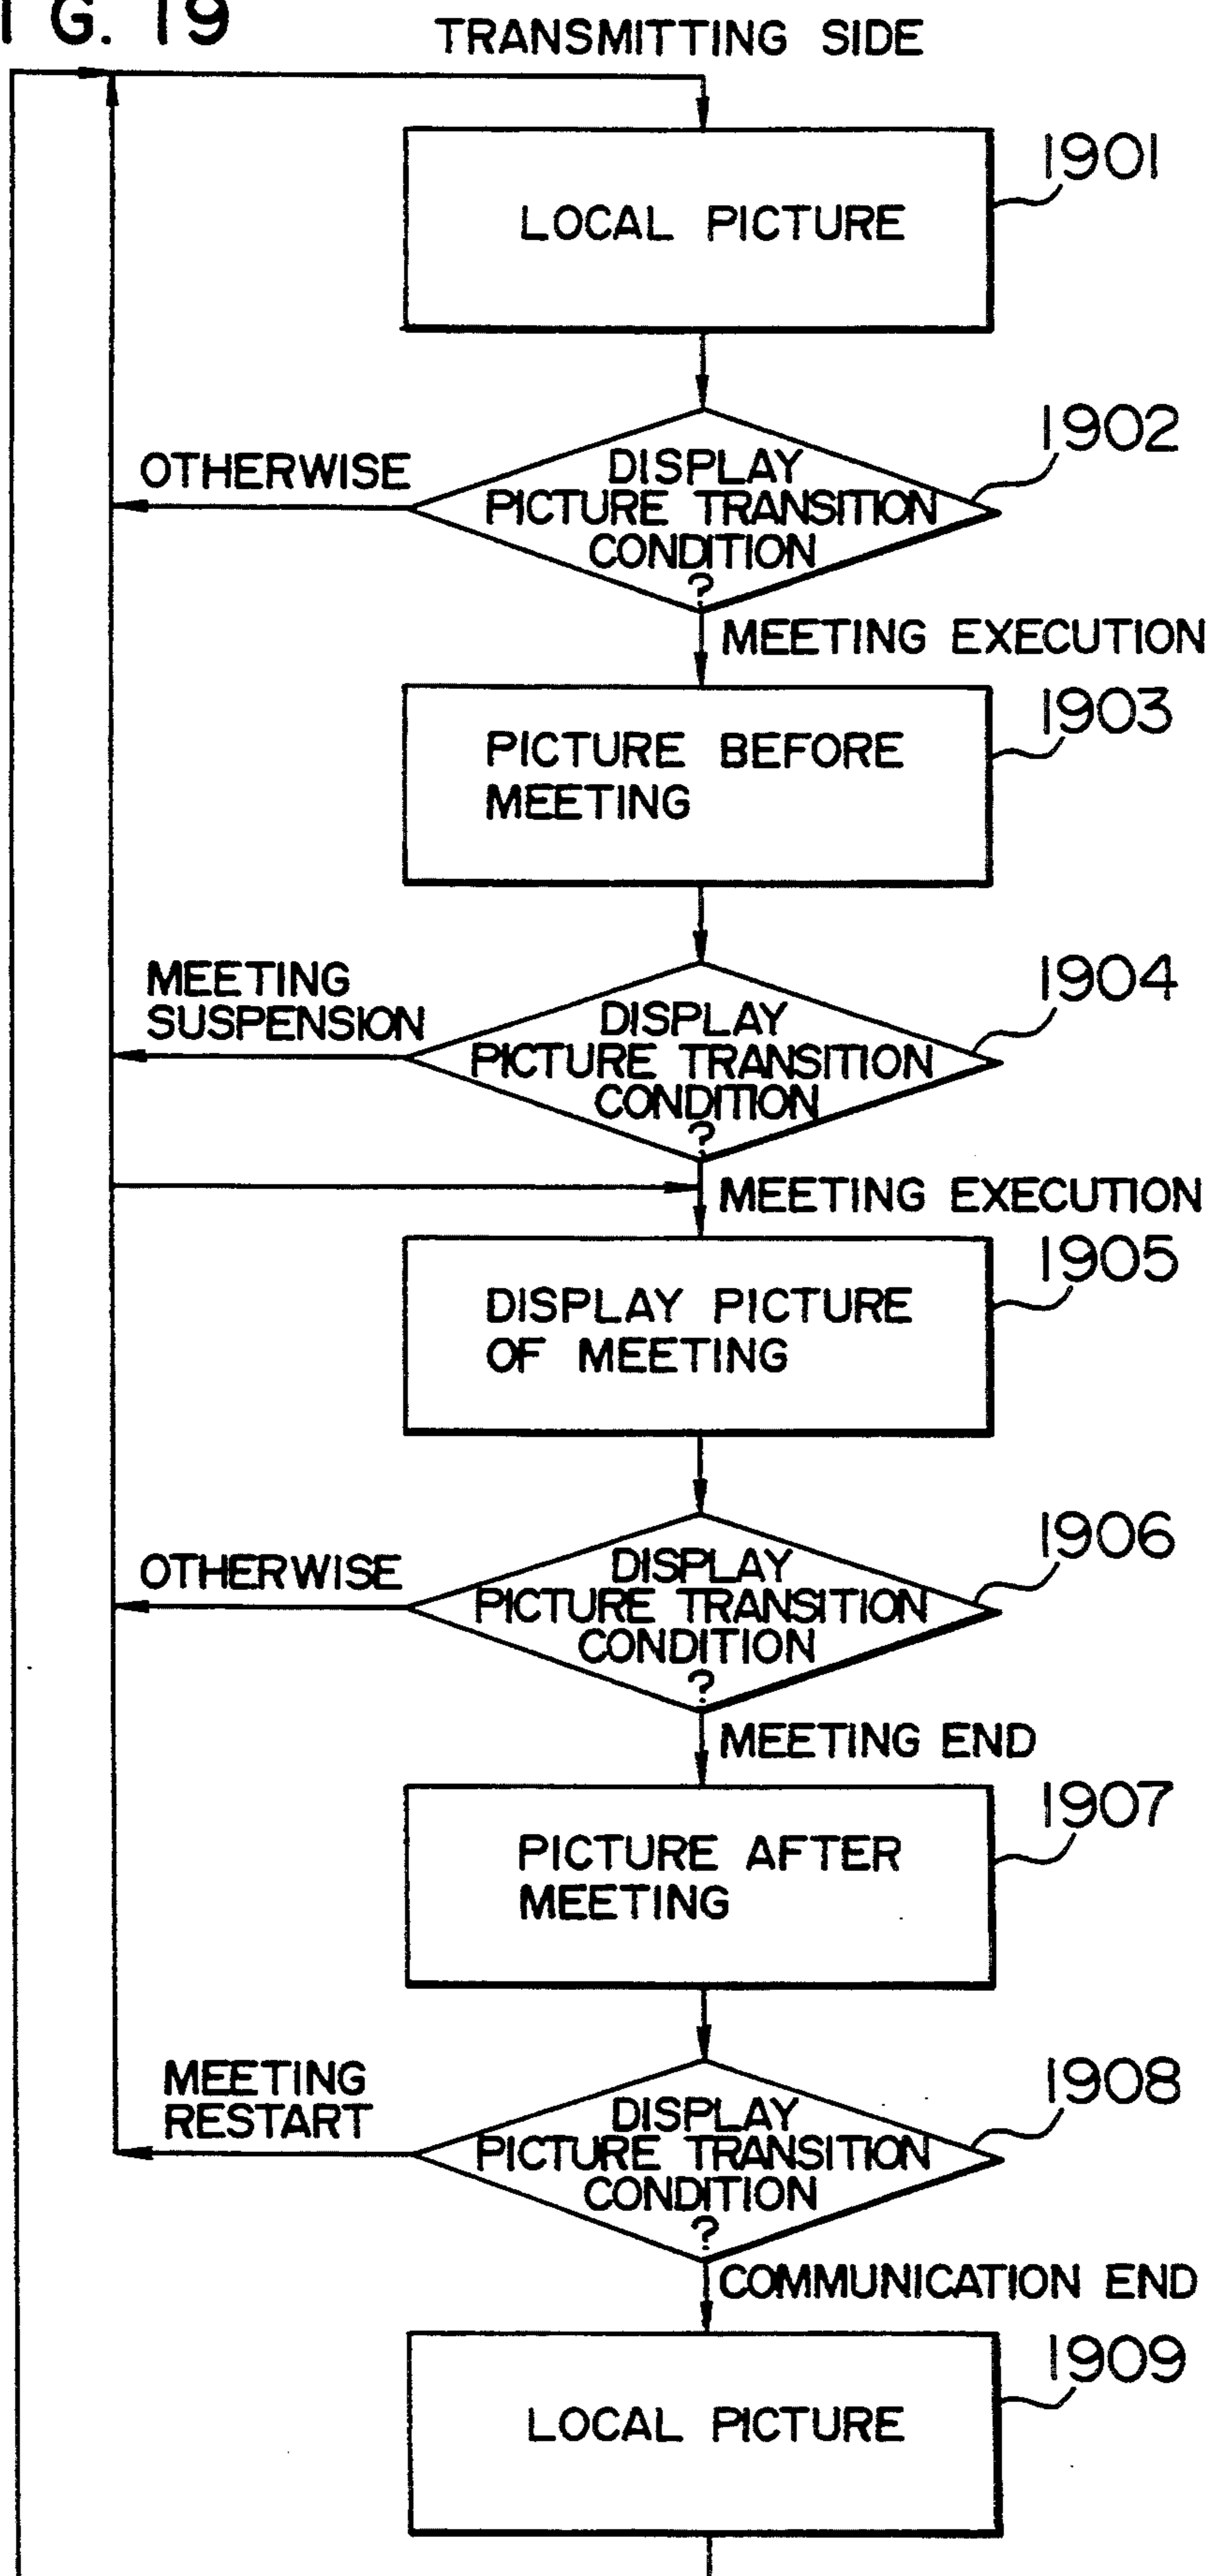 FIG. 19
TRANSMITTING SIDE
1901
LOCAL PICTURE
1902
OTHERWISE
DISPLAY
PICTURE TRANSITION
CONDITION
?
MEETING EXECUTION
1903
PICTURE BEFORE
MEETING
1904
MEETING
SUSPENSION
DISPLAY
PICTURE TRANSITION
CONDITION
?
MEETING EXECUTION
1905
DISPLAY PICTURE
OF MEETING
1906
OTHERWISE
DISPLAY
PICTURE TRANSITION
CONDITION
?
MEETING END
1907
PICTURE AFTER
MEETING
1908
MEETING
RESTART
DISPLAY
PICTURE TRANSITION
CONDITION
?
COMMUNICATION END
1909
LOCAL PICTURE